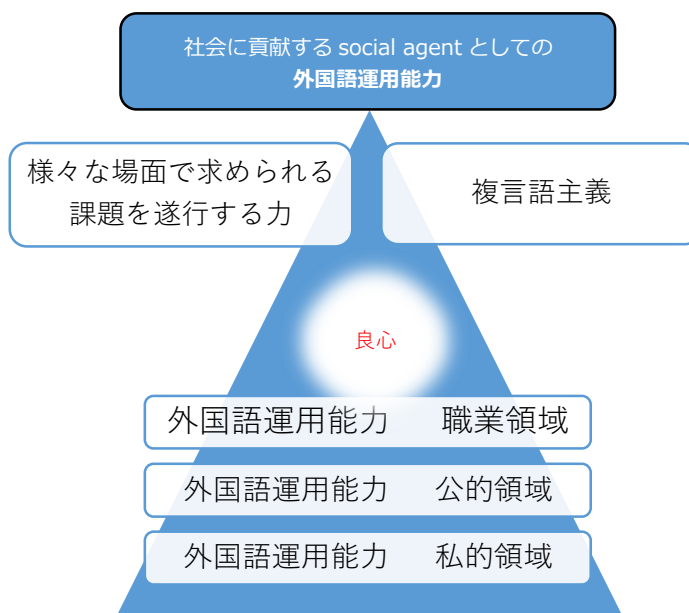 社会に貢献する social agent としての
外国語運用能力
様々な場面で求められる
課題を遂行する力
複言語主義
良心
外国語運用能力 職業領域
外国語運用能力 公的領域
外国語運用能力 私的領域